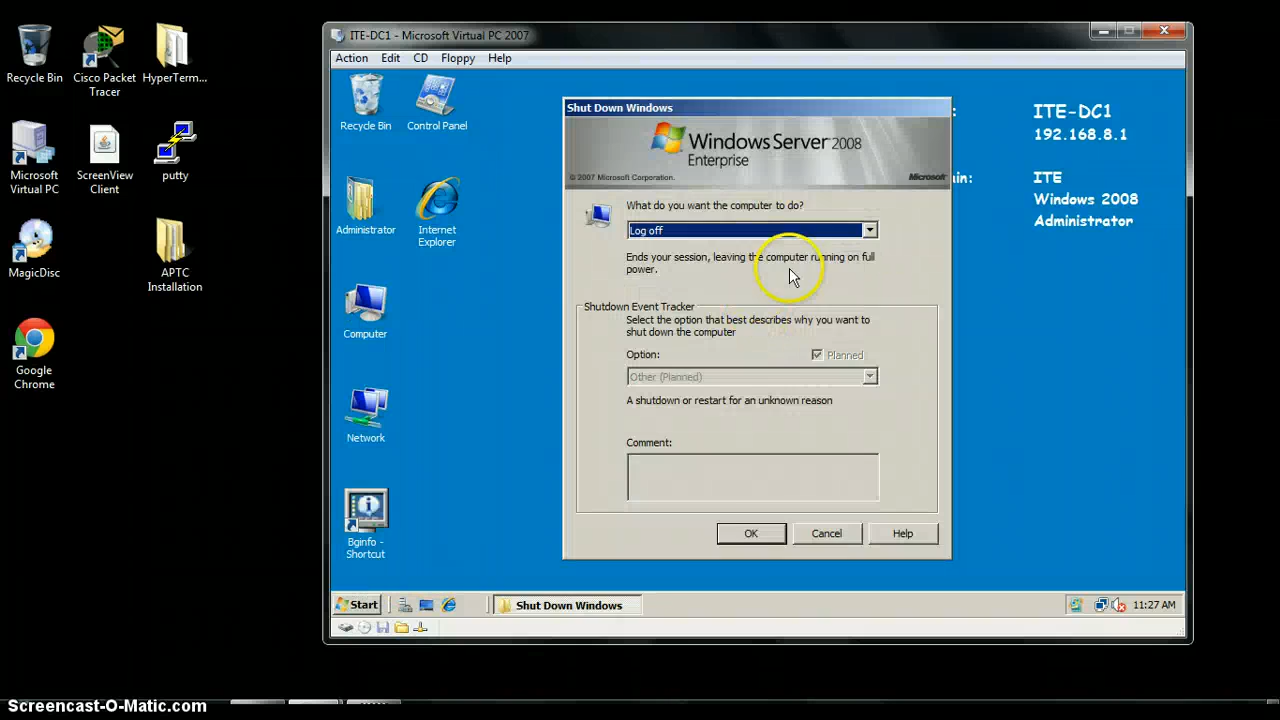 Recycle Bin
Cisco Packet
Tracer
HyperTerm...
Microsoft
Virtual PC
ScreenView
Client
putty
MagicDisc
APTC
Installation
Google
Chrome
ITE-DC1 - Microsoft Virtual PC 2007
Action Edit CD Floppy Help
Recycle Bin
Control Panel
Administrator
Internet
Explorer
Computer
Network
Bginfo -
Shortcut
: ITE-DC1
192.168.8.1
ain: ITE
Windows 2008
Administrator
Shut Down Windows
Windows Server 2008
Enterprise
© 2007 Microsoft Corporation. Microsoft
What do you want the computer to do?
Log off
Ends your session, leaving the computer running on full
power.
Shutdown Event Tracker
Select the option that best describes why you want to
shut down the computer
Option: Planned
Other (Planned)
A shutdown or restart for an unknown reason
Comment:
OK Cancel Help
Start Shut Down Windows 11:27 AM
Screencast-O-Matic.com